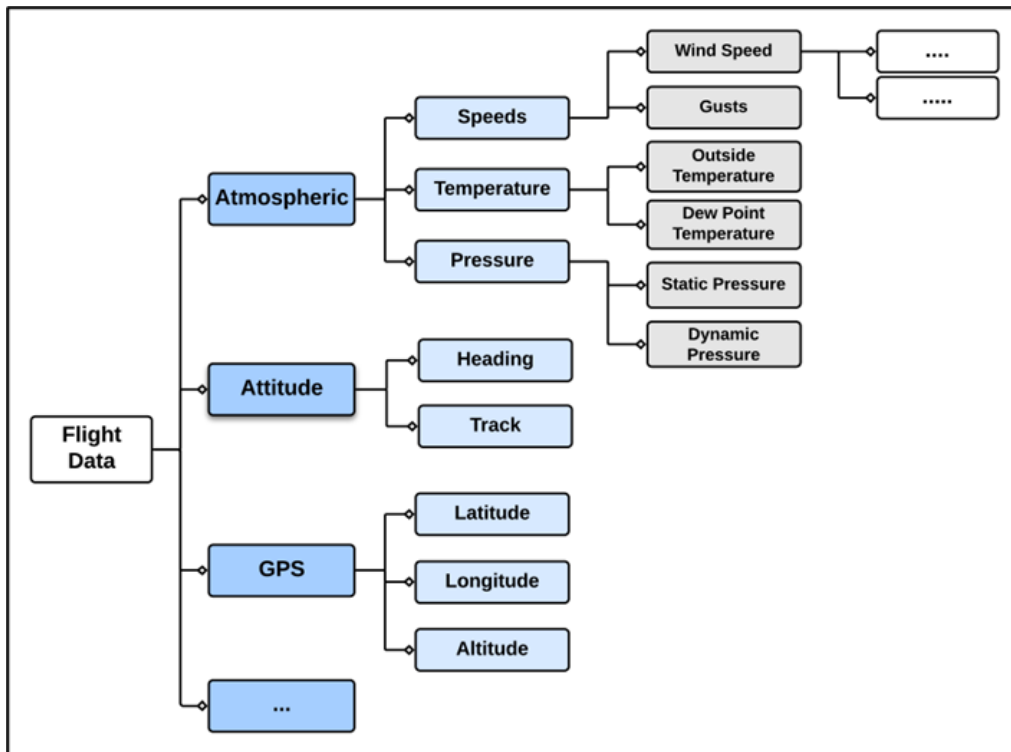 Flight
Data
Atmospheric
Speeds
Wind Speed
....
.....
Gusts
Temperature
Outside
Temperature
Dew Point
Temperature
Pressure
Static Pressure
Dynamic
Pressure
Attitude
Heading
Track
GPS
Latitude
Longitude
Altitude
...